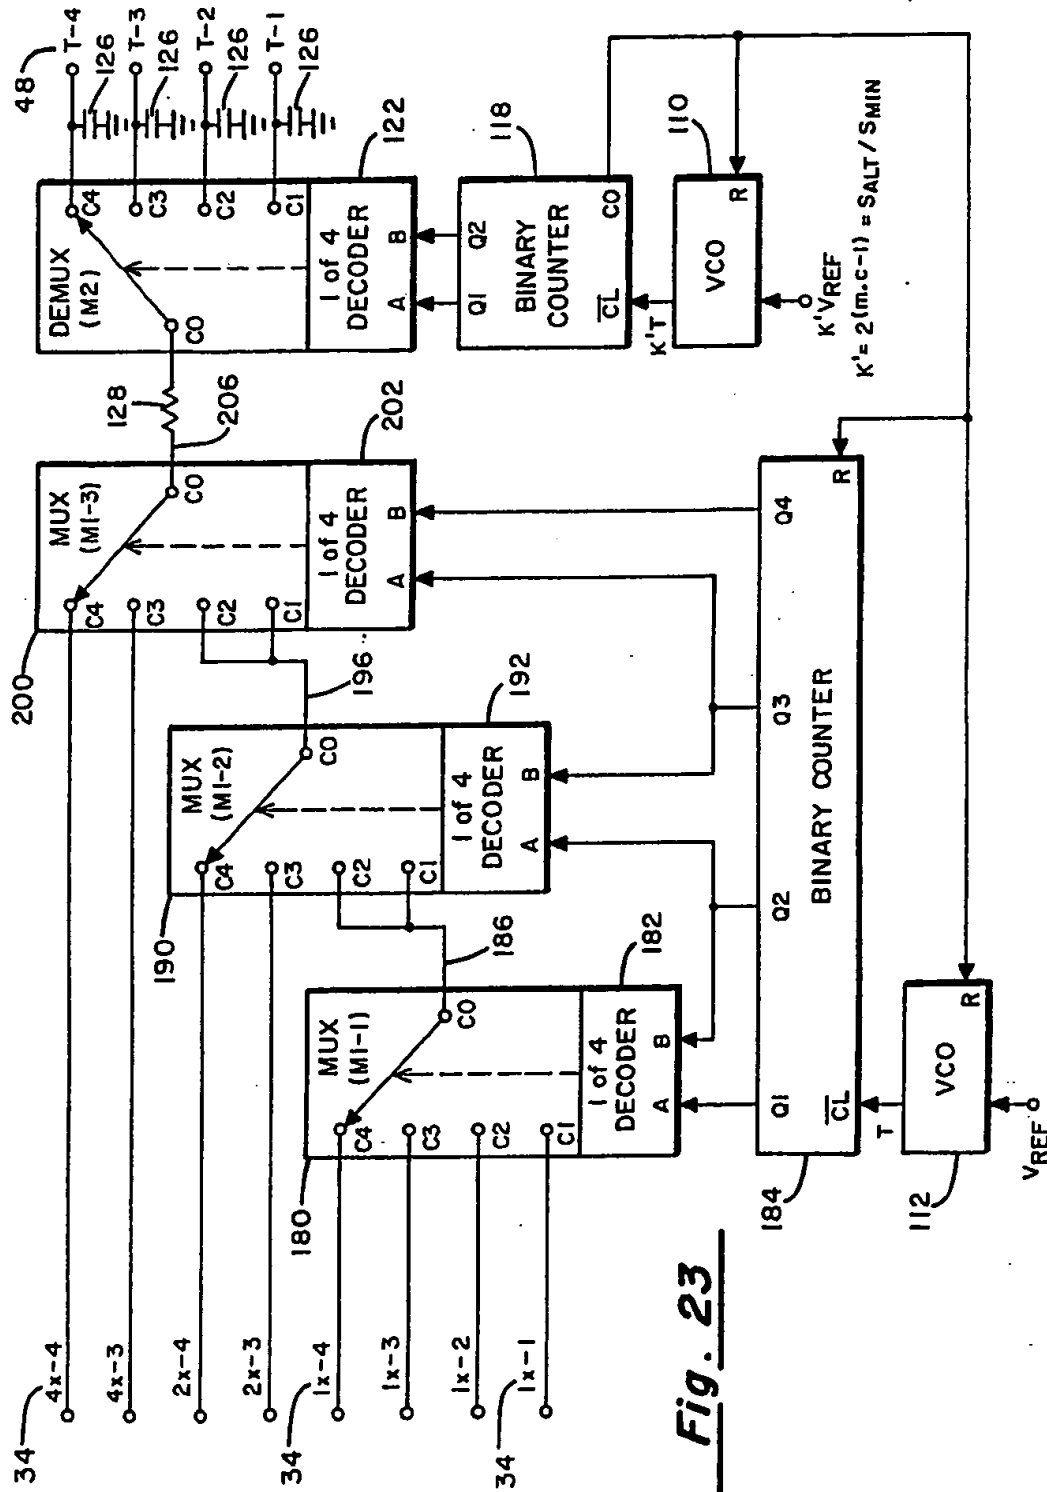 48
T-4
126
T-3
126
T-2
126
T-1
126
DEMUX
(M2)
C4
C3
C2
C1
C0
1 of 4
DECODER
A
B
122
Q1
Q2
BINARY
COUNTER
C̅L̅
C0
118
K'T
VCO
R
110
K'VREF
K'=2(m.c-1) = SALT/SMIN
128
206
200
MUX
(M1-3)
C4
C3
C2
C1
C0
1 of 4
DECODER
A
B
202
196
190
MUX
(M1-2)
C4
C3
C2
C1
C0
1 of 4
DECODER
A
B
192
186
180
MUX
(M1-1)
C4
C3
C2
C1
C0
1 of 4
DECODER
A
B
182
Q1
Q2
Q3
Q4
BINARY COUNTER
C̅L̅
R
184
T
VCO
R
112
VREF
34
4x-4
4x-3
2x-4
2x-3
34
1x-4
1x-3
1x-2
34
1x-1
Fig. 23